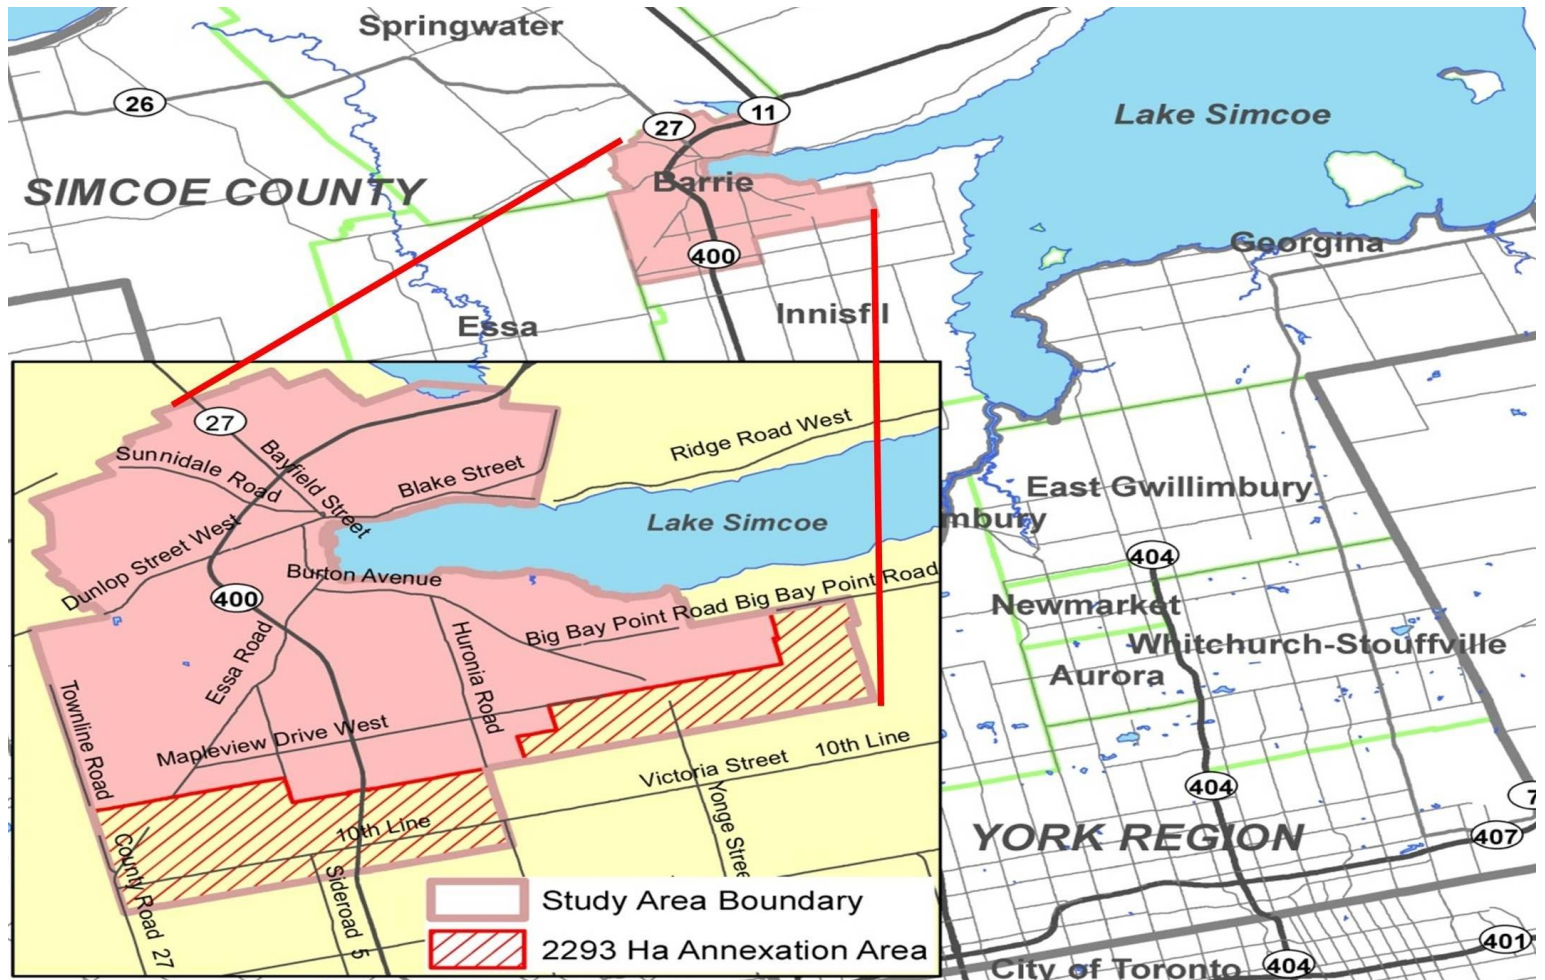 Springwater
26
27
11
Lake Simcoe
SIMCOE COUNTY
Barrie
400
Georgina
Innisfil
Essa
27
Sunnidale Road
Bayfield Street
Blake Street
Ridge Road West
Dunlop Street West
Lake Simcoe
400
Burton Avenue
Big Bay Point Road
Big Bay Point Road
Essa Road
Huronia Road
Townline Road
Mapleview Drive West
Victoria Street
10th Line
10th Line
Yonge Stree
County Road 27
Sideroad 5
Study Area Boundary
2293 Ha Annexation Area
East Gwillimbury
mbury
404
Newmarket
Whitchurch-Stouffville
Aurora
404
7
YORK REGION
407
401
City of Toronto
404